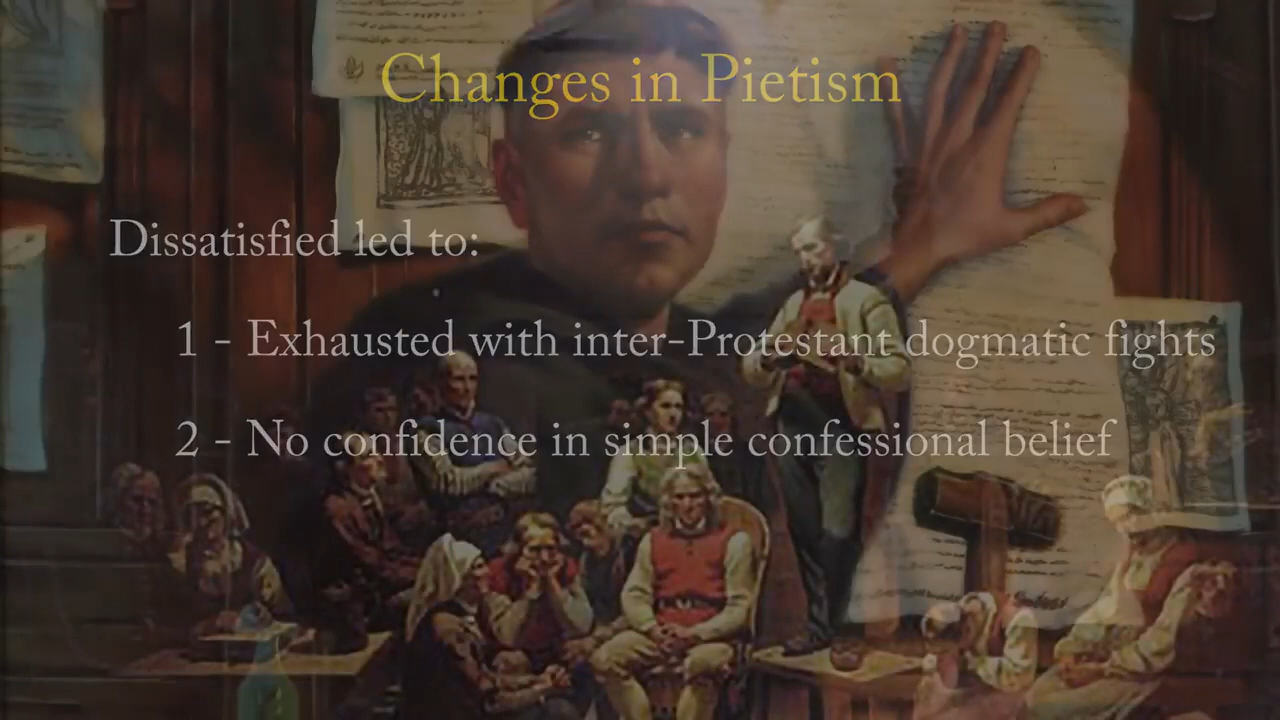 Changes in Pietism
Dissatisfied led to:
1 - Exhausted with inter-Protestant dogmatic fights
2 - No confidence in simple confessional belief